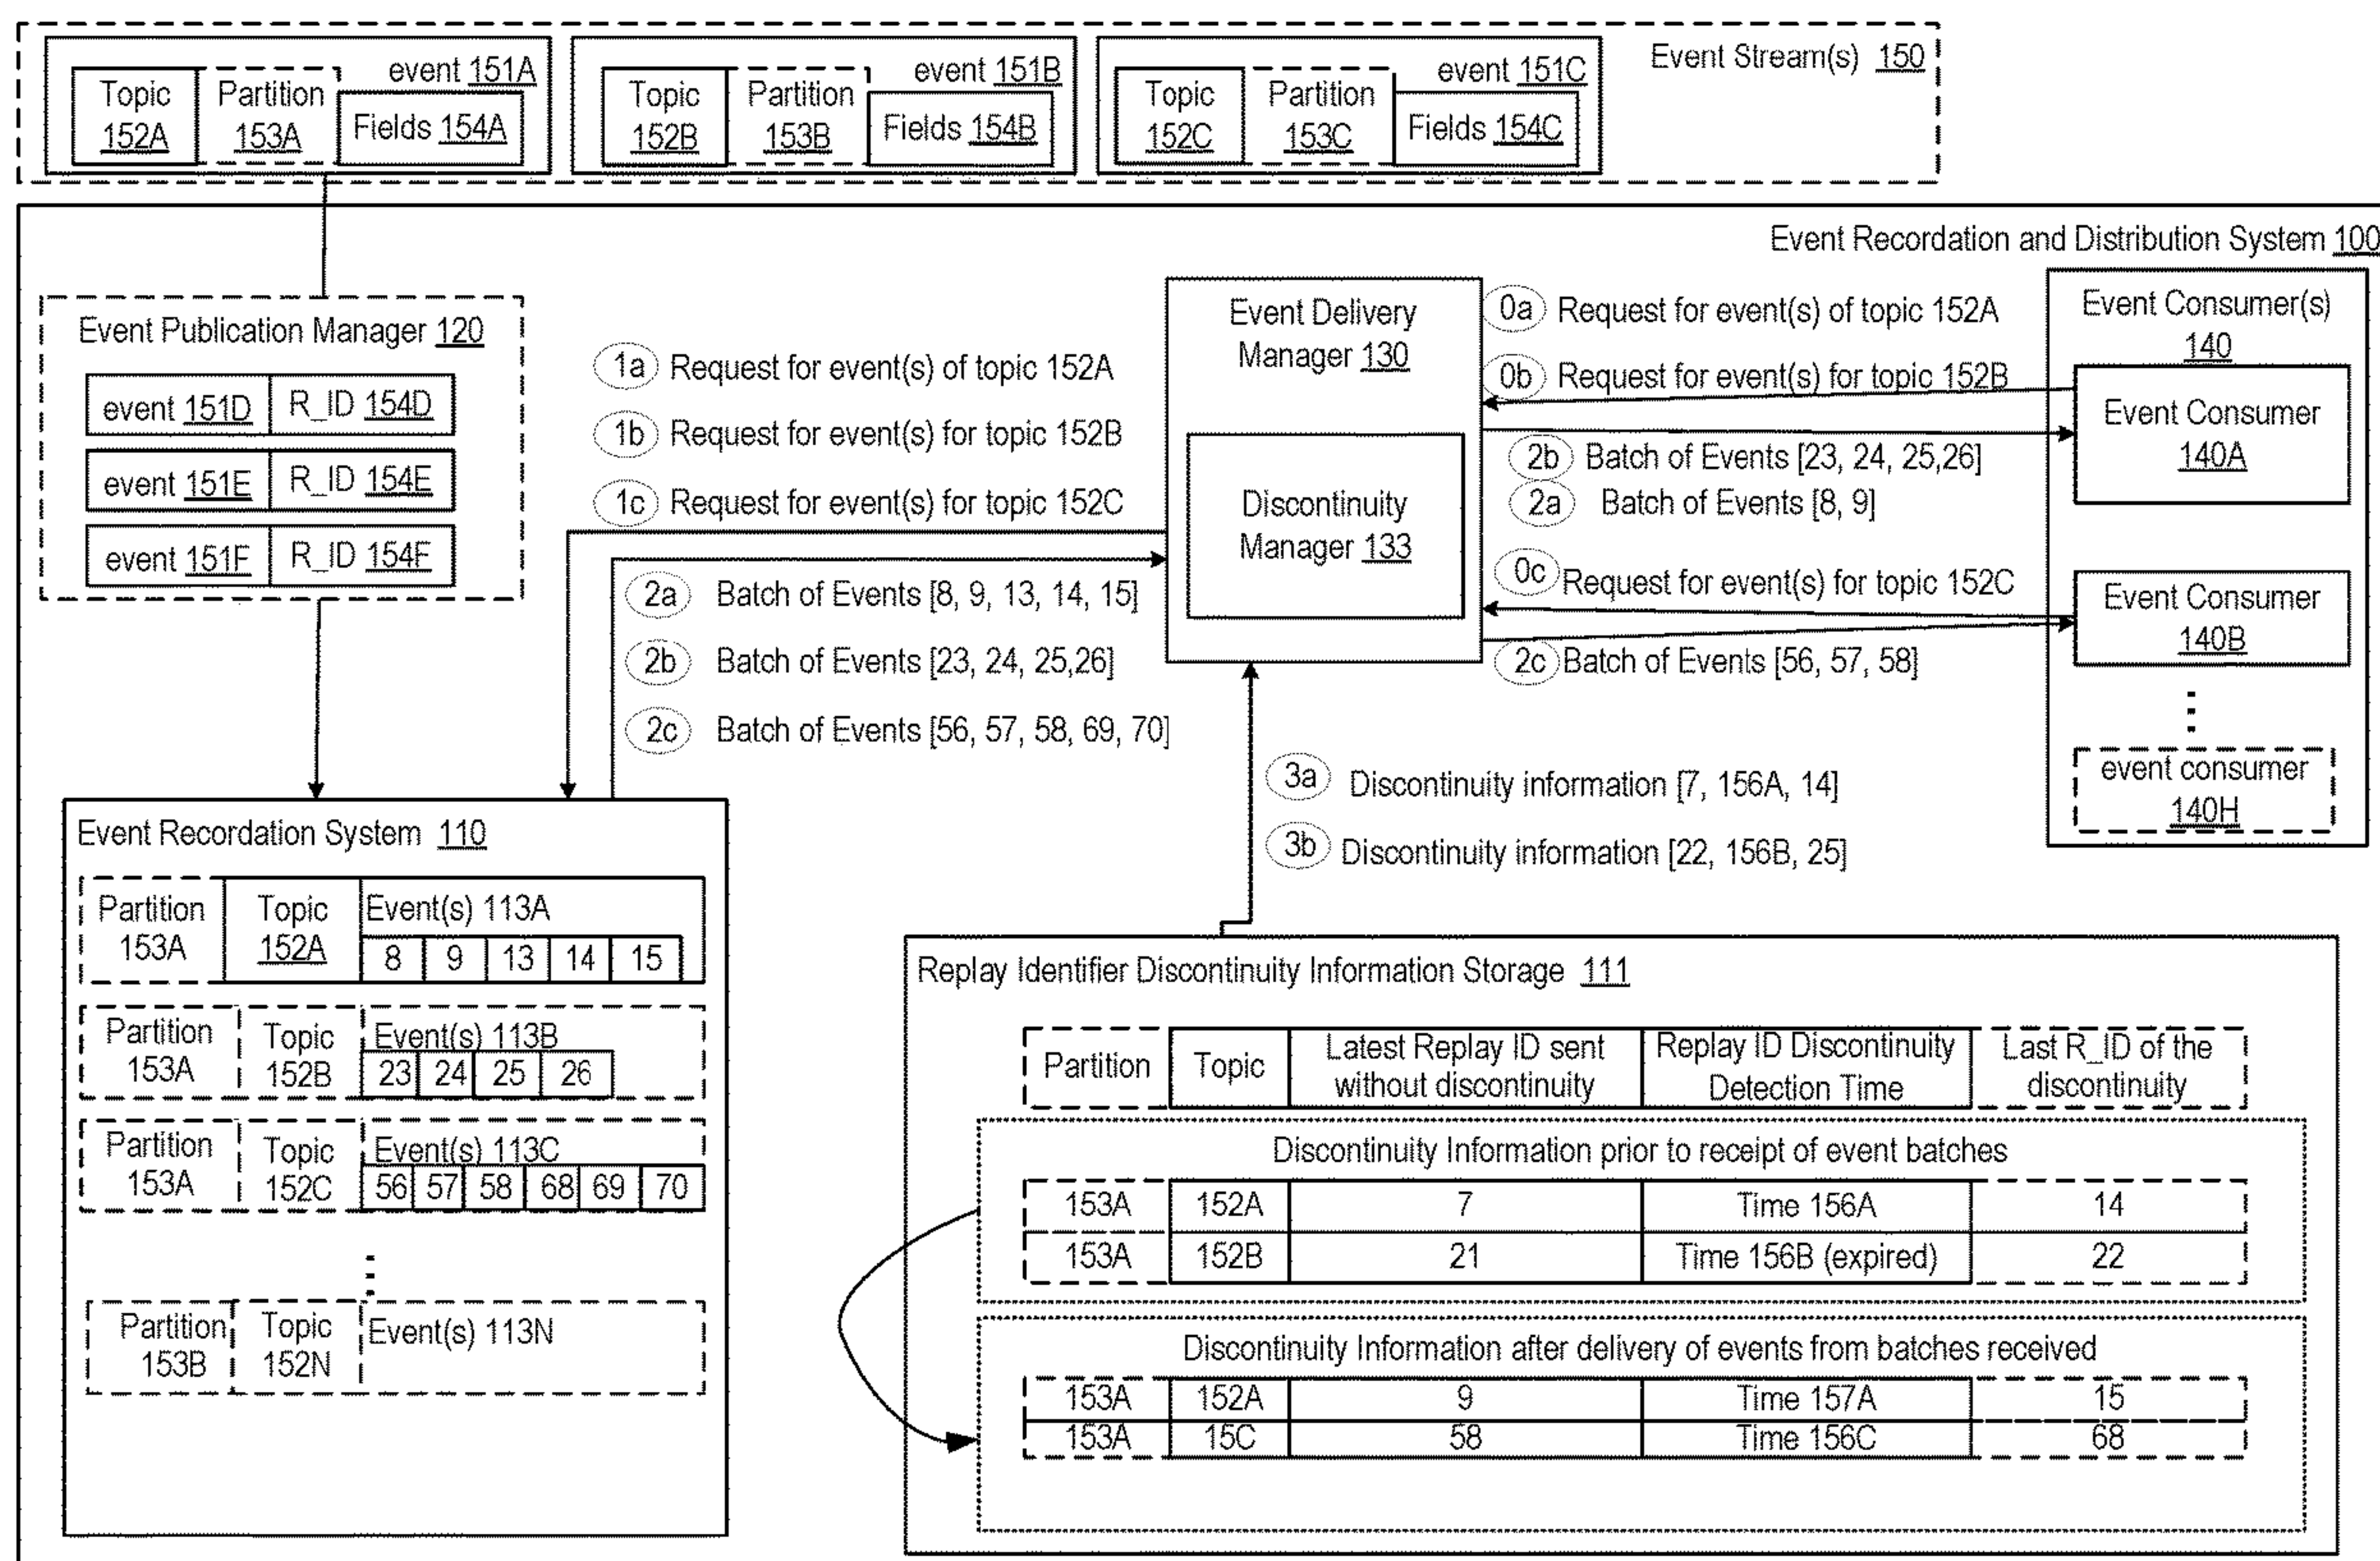 Event Stream(s) 150
event 151A
Topic 152A
Partition 153A
Fields 154A
event 151B
Topic 152B
Partition 153B
Fields 154B
event 151C
Topic 152C
Partition 153C
Fields 154C
Event Recordation and Distribution System 100
Event Publication Manager 120
event 151D R_ID 154D
event 151E R_ID 154E
event 151F R_ID 154F
1a Request for event(s) of topic 152A
1b Request for event(s) for topic 152B
1c Request for event(s) for topic 152C
2a Batch of Events [8, 9, 13, 14, 15]
2b Batch of Events [23, 24, 25,26]
2c Batch of Events [56, 57, 58, 69, 70]
Event Delivery
Manager 130
Discontinuity
Manager 133
0a Request for event(s) of topic 152A
0b Request for event(s) for topic 152B
2b Batch of Events [23, 24, 25,26]
2a Batch of Events [8, 9]
0c Request for event(s) for topic 152C
2c Batch of Events [56, 57, 58]
Event Consumer(s)
140
Event Consumer
140A
Event Consumer
140B
event consumer
140H
3a Discontinuity information [7, 156A, 14]
3b Discontinuity information [22, 156B, 25]
Event Recordation System 110
Partition 153A
Topic 152A
Event(s) 113A
8 9 13 14 15
Partition 153A
Topic 152B
Event(s) 113B
23 24 25 26
Partition 153A
Topic 152C
Event(s) 113C
56 57 58 68 69 70
Partition 153B
Topic 152N
Event(s) 113N
Replay Identifier Discontinuity Information Storage 111
Partition
Topic
Latest Replay ID sent
without discontinuity
Replay ID Discontinuity
Detection Time
Last R_ID of the
discontinuity
Discontinuity Information prior to receipt of event batches
153A 152A 7 Time 156A 14
153A 152B 21 Time 156B (expired) 22
Discontinuity Information after delivery of events from batches received
153A 152A 9 Time 157A 15
153A 15C 58 Time 156C 68